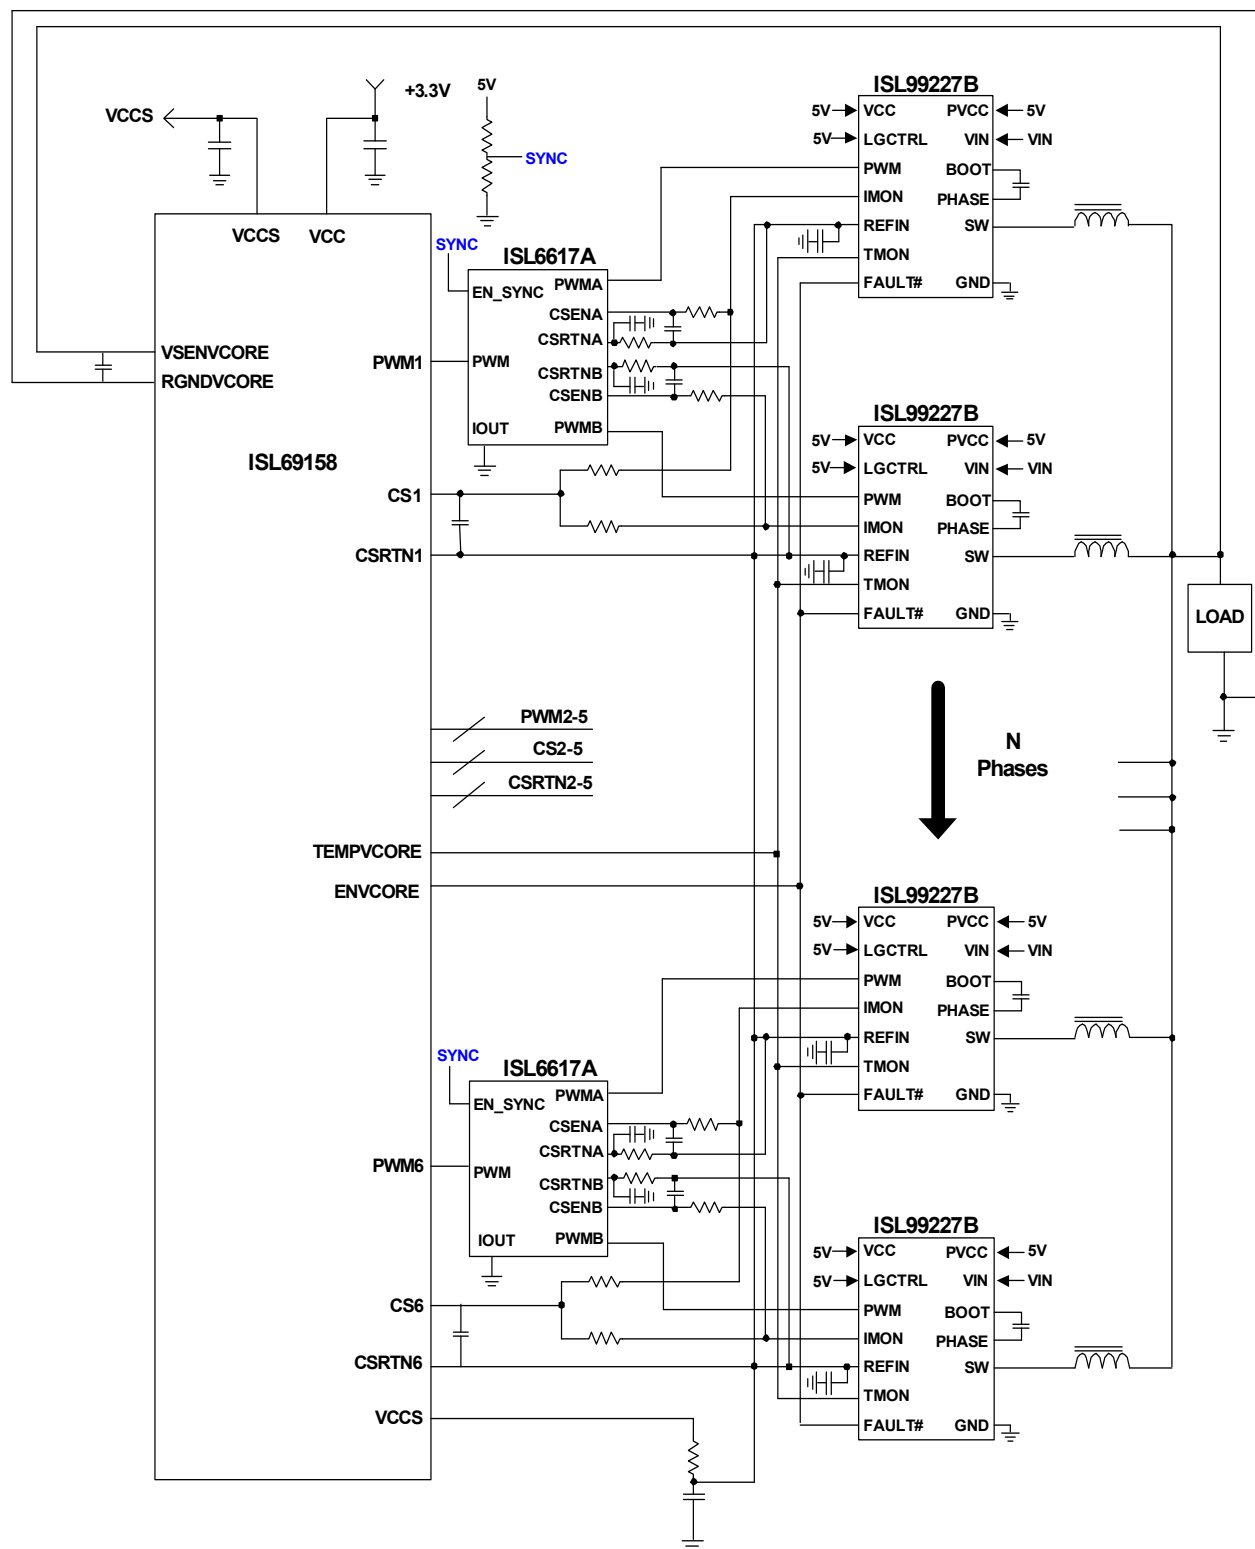 VCCS
+3.3V
5V
SYNC
VCCS
VCC
VSENVCORE
RGNDVCORE
ISL69158
PWM1
CS1
CSRTN1
PWM2-5
CS2-5
CSRTN2-5
TEMPVCORE
ENVCORE
PWM6
CS6
CSRTN6
VCCS
SYNC
ISL6617A
EN_SYNC
PWMA
CSENA
CSRTNA
PWM
CSRTNB
CSENB
IOUT
PWMB
ISL99227B
5V
VCC
PVCC
5V
5V
LGCTRL
VIN
VIN
PWM
BOOT
IMON
PHASE
REFIN
SW
TMON
FAULT#
GND
ISL99227B
5V
VCC
PVCC
5V
5V
LGCTRL
VIN
VIN
PWM
BOOT
IMON
PHASE
REFIN
SW
TMON
FAULT#
GND
LOAD
N
Phases
SYNC
ISL6617A
EN_SYNC
PWMA
CSENA
CSRTNA
PWM
CSRTNB
CSENB
IOUT
PWMB
ISL99227B
5V
VCC
PVCC
5V
5V
LGCTRL
VIN
VIN
PWM
BOOT
IMON
PHASE
REFIN
SW
TMON
FAULT#
GND
ISL99227B
5V
VCC
PVCC
5V
5V
LGCTRL
VIN
VIN
PWM
BOOT
IMON
PHASE
REFIN
SW
TMON
FAULT#
GND